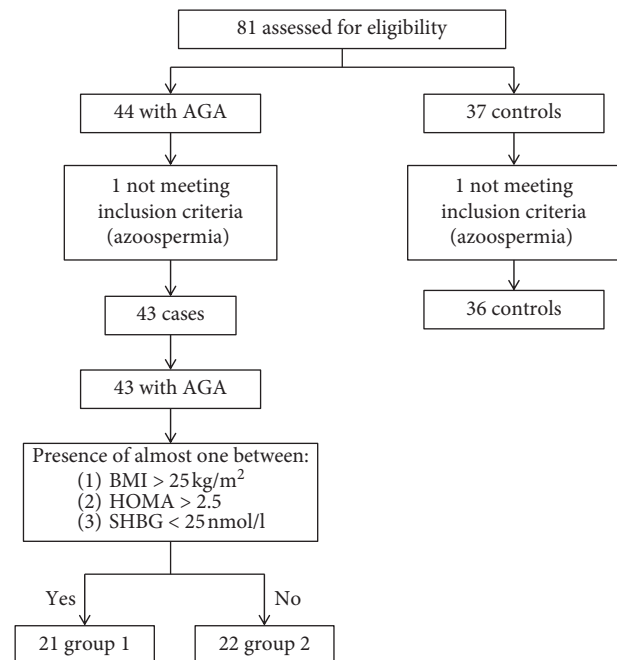 81 assessed for eligibility
44 with AGA
37 controls
1 not meeting
inclusion criteria
(azoospermia)
1 not meeting
inclusion criteria
(azoospermia)
43 cases
36 controls
43 with AGA
Presence of almost one between:
(1) BMI > 25 kg/m²
(2) HOMA > 2.5
(3) SHBG < 25 nmol/l
Yes
No
21 group 1
22 group 2